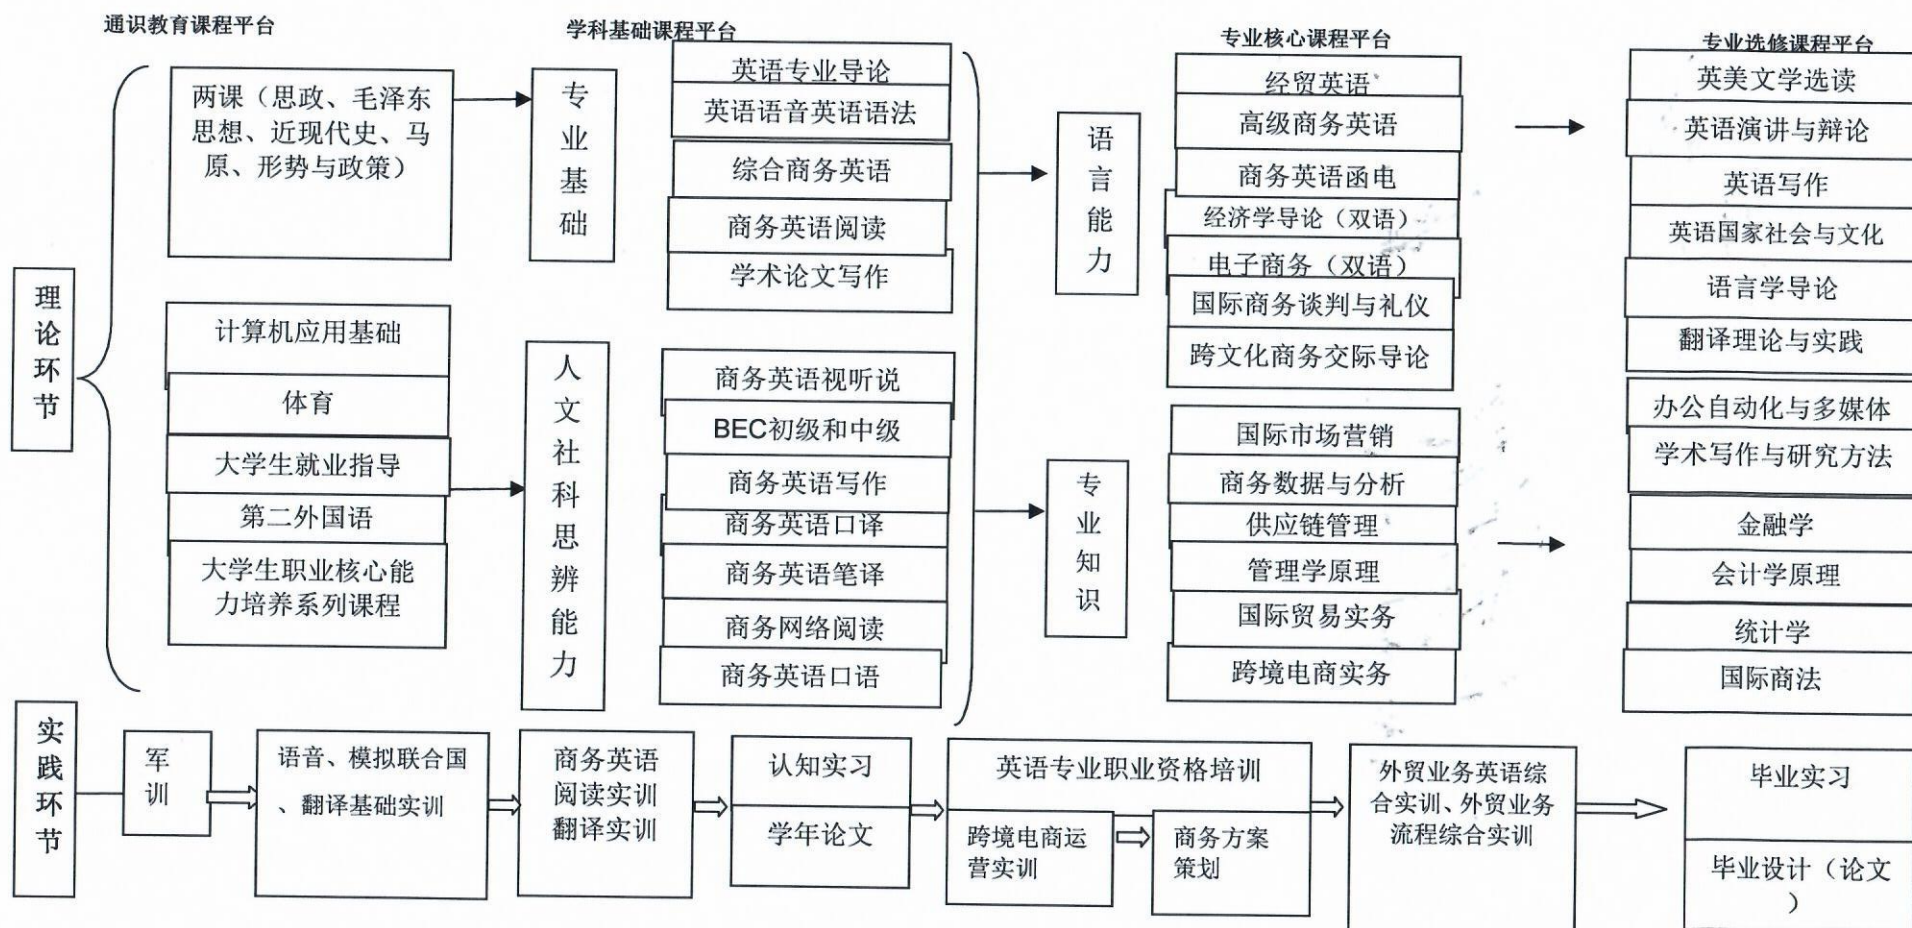 通识教育课程平台
学科基础课程平台
专业核心课程平台
专业选修课程平台
理论环节
两课（思政、毛泽东
思想、近现代史、马
原、形势与政策）
计算机应用基础
体育
大学生就业指导
第二外国语
大学生职业核心能
力培养系列课程
专业基础
人文社科思辨能力
英语专业导论
英语语音英语语法
综合商务英语
商务英语阅读
学术论文写作
商务英语视听说
BEC初级和中级
商务英语写作
商务英语口译
商务英语笔译
商务网络阅读
商务英语口语
语言能力
专业知识
经贸英语
高级商务英语
商务英语函电
经济学导论（双语）
电子商务（双语）
国际商务谈判与礼仪
跨文化商务交际导论
国际市场营销
商务数据与分析
供应链管理
管理学原理
国际贸易实务
跨境电商实务
英美文学选读
英语演讲与辩论
英语写作
英语国家社会与文化
语言学导论
翻译理论与实践
办公自动化与多媒体
学术写作与研究方法
金融学
会计学原理
统计学
国际商法
实践环节
军
训
语音、模拟联合国
、翻译基础实训
商务英语
阅读实训
翻译实训
认知实习
学年论文
英语专业职业资格培训
跨境电商运
营实训
商务方案
策划
外贸业务英语综
合实训、外贸业务
流程综合实训
毕业实习
毕业设计（论文
）